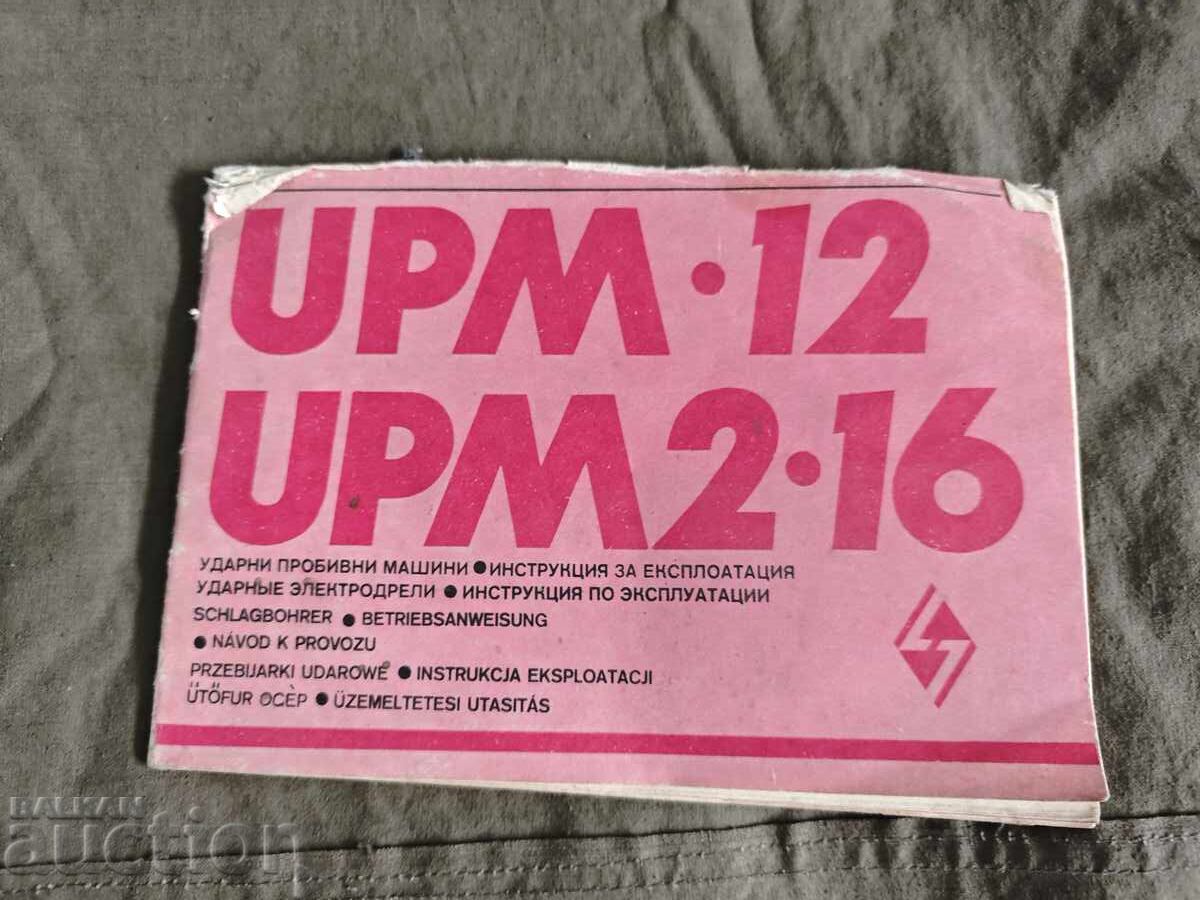 UPM·12
UPM2·16
УДАРНИ ПРОБИВНИ МАШИНИ ● ИНСТРУКЦИЯ ЗА ЕКСПЛОАТАЦИЯ
УДАРНЫЕ ЭЛЕКТРОДРЕЛИ ● ИНСТРУКЦИЯ ПО ЭКСПЛУАТАЦИИ
SCHLAGBOHRER ● BETRIEBSANWEISUNG
● NÁVOD K PROVOZU
PRZEBIJARKI UDAROWE ● INSTRUKCJA EKSPLOATACJI
ÜTŐFUR OCÈP ● ÜZEMELTETESI UTASITÁS
BALKAN
auction